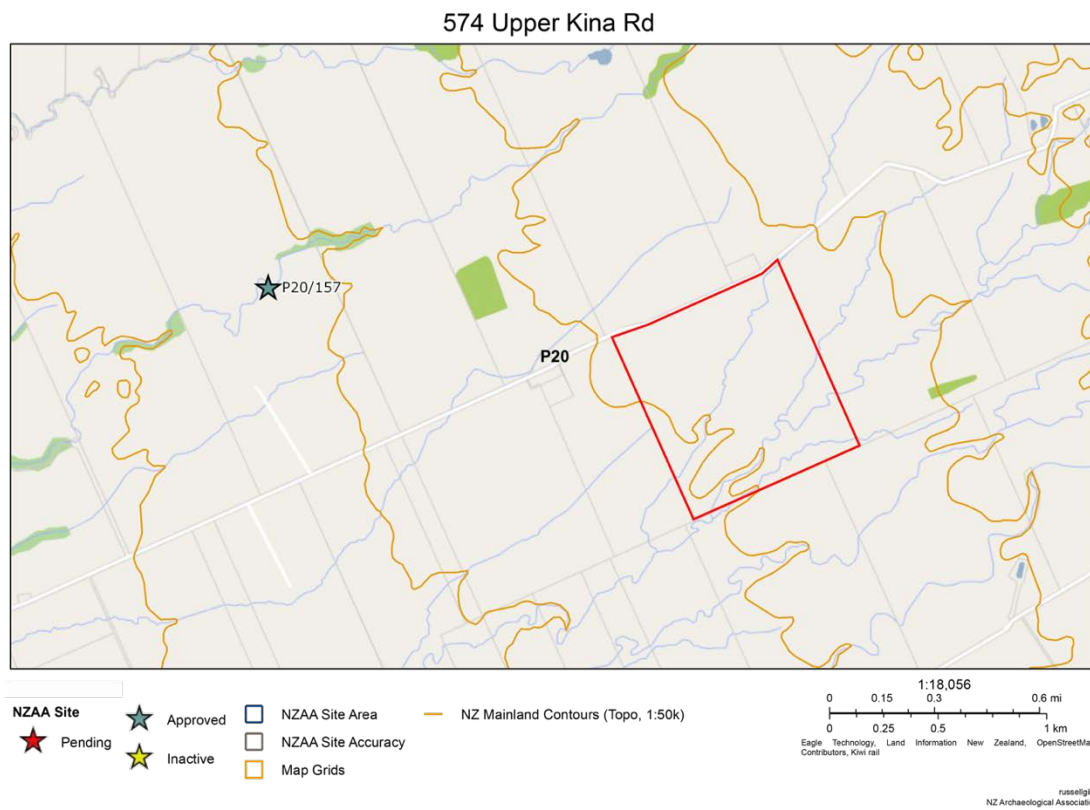 574 Upper Kina Rd
P20/157
P20
NZAA Site
Pending
Approved
Inactive
NZAA Site Area
NZAA Site Accuracy
Map Grids
NZ Mainland Contours (Topo, 1:50k)
1:18,056
0 0.15 0.3 0.6 mi
0 0.25 0.5 1 km
Eagle Technology, Land Information New Zealand, OpenStreetMa
Contributors, Kiwi rail
russellgi
NZ Archaeological Associati